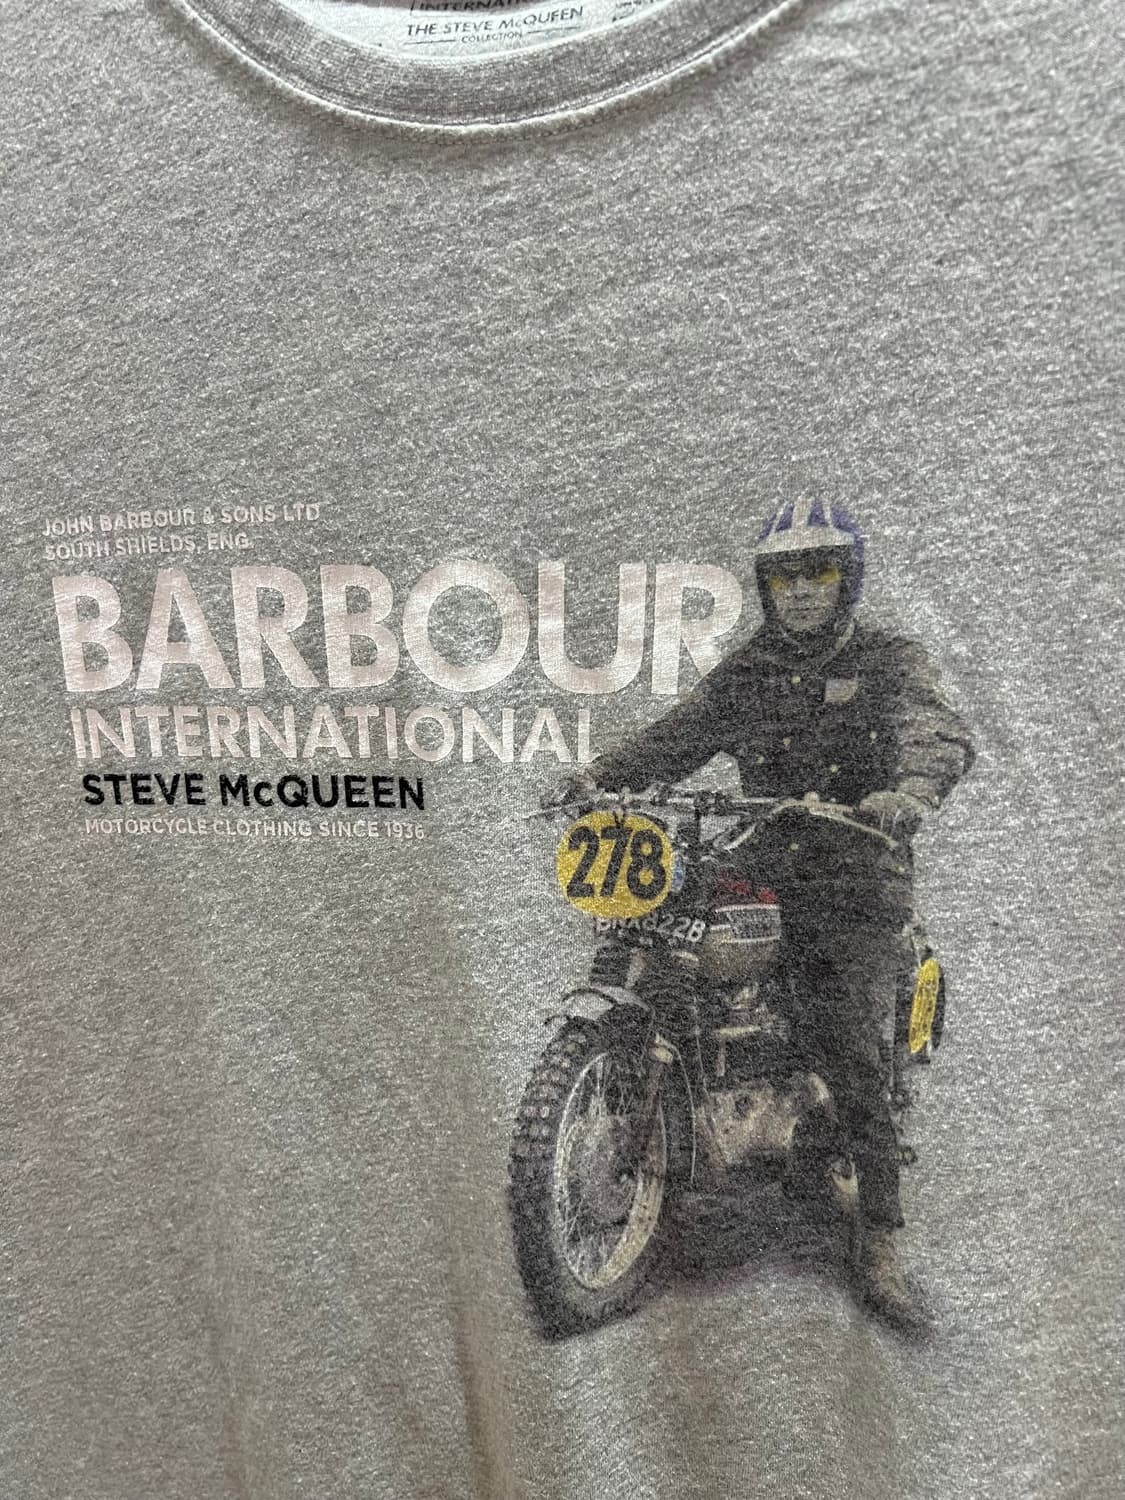 THE STEVE McQUEEN
COLLECTION
JOHN BARBOUR & SONS LTD
SOUTH SHIELDS, ENG.
BARBOUR
INTERNATIONAL
STEVE McQUEEN
MOTORCYCLE CLOTHING SINCE 1936
278